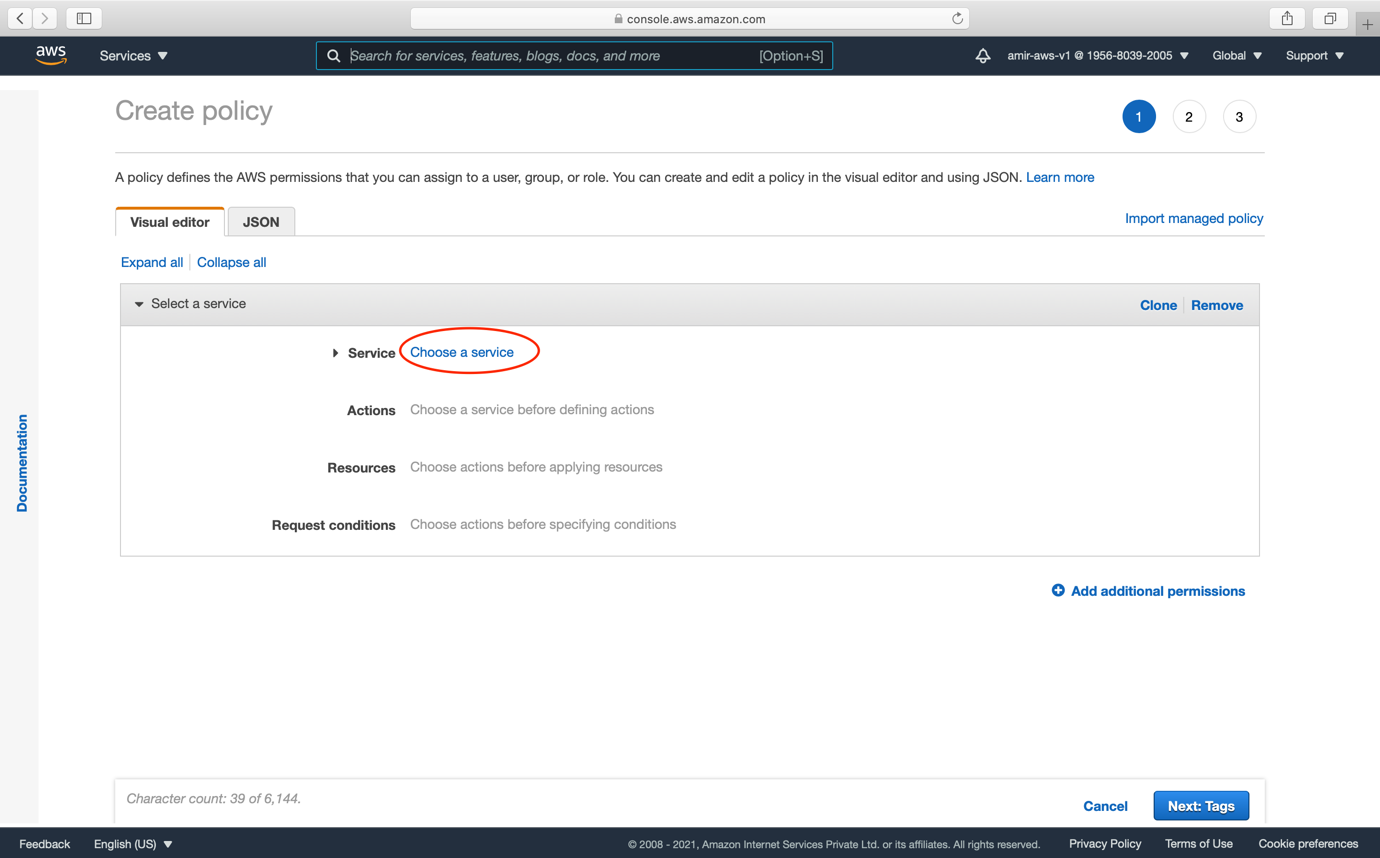 console.aws.amazon.com
aws
Services
Search for services, features, blogs, docs, and more
[Option+S]
amir-aws-v1 @ 1956-8039-2005
Global
Support
Create policy
1
2
3
A policy defines the AWS permissions that you can assign to a user, group, or role. You can create and edit a policy in the visual editor and using JSON. Learn more
Visual editor
JSON
Import managed policy
Expand all
Collapse all
Select a service
Clone
Remove
Service
Choose a service
Actions
Choose a service before defining actions
Resources
Choose actions before applying resources
Request conditions
Choose actions before specifying conditions
Documentation
Add additional permissions
Character count: 39 of 6,144.
Cancel
Next: Tags
Feedback
English (US)
© 2008 - 2021, Amazon Internet Services Private Ltd. or its affiliates. All rights reserved.
Privacy Policy
Terms of Use
Cookie preferences